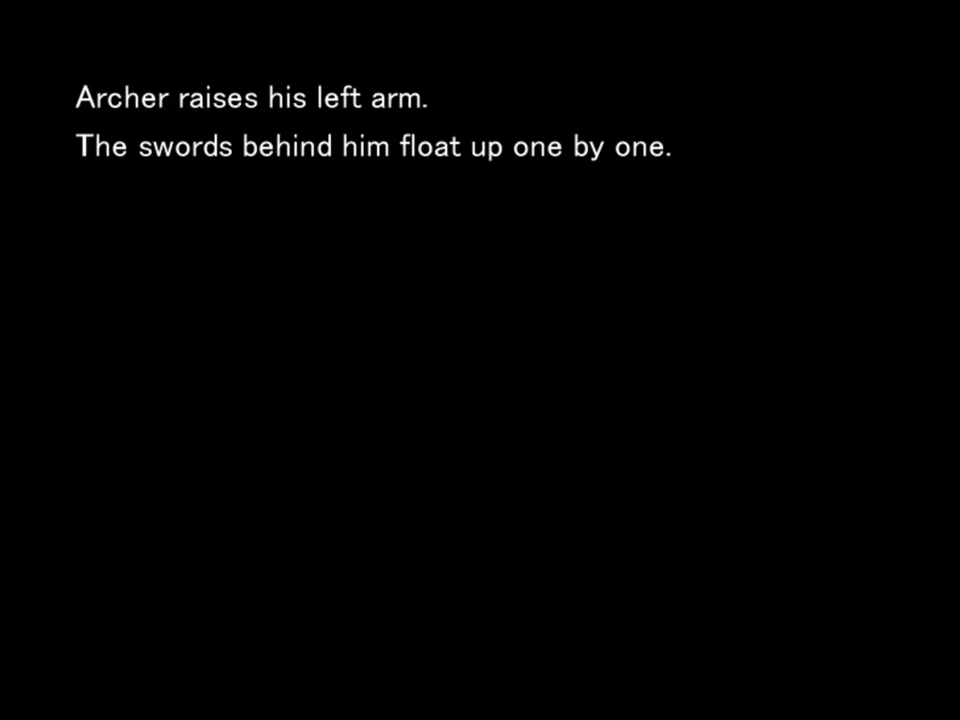 Archer raises his left arm.
The swords behind him float up one by one.